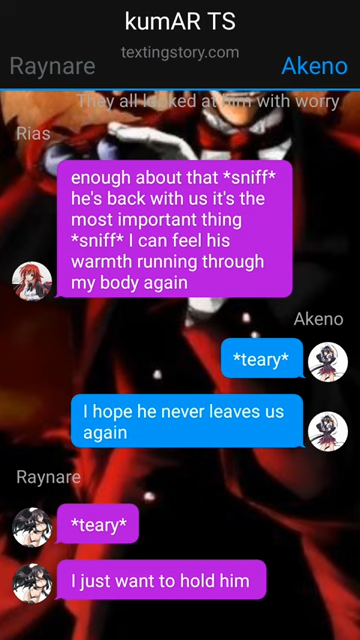 kumAR TS
textingstory.com
Raynare
Akeno
They all looked at him with worry
Rias
enough about that *sniff*
he's back with us it's the
most important thing
*sniff* I can feel his
warmth running through
my body again
Akeno
*teary*
I hope he never leaves us
again
Raynare
*teary*
I just want to hold him